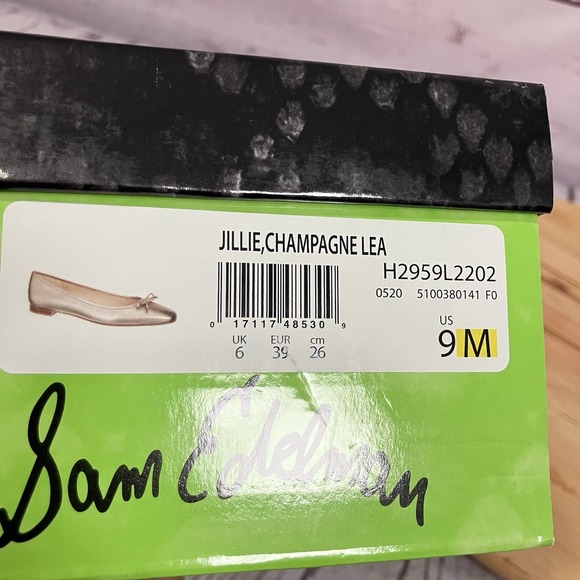 JILLIE,CHAMPAGNE LEA
H2959L2202
0520 5100380141 F0
0 17117 48530 9
UK EUR cm
6 39 26
US
9 M
Sam Edelman